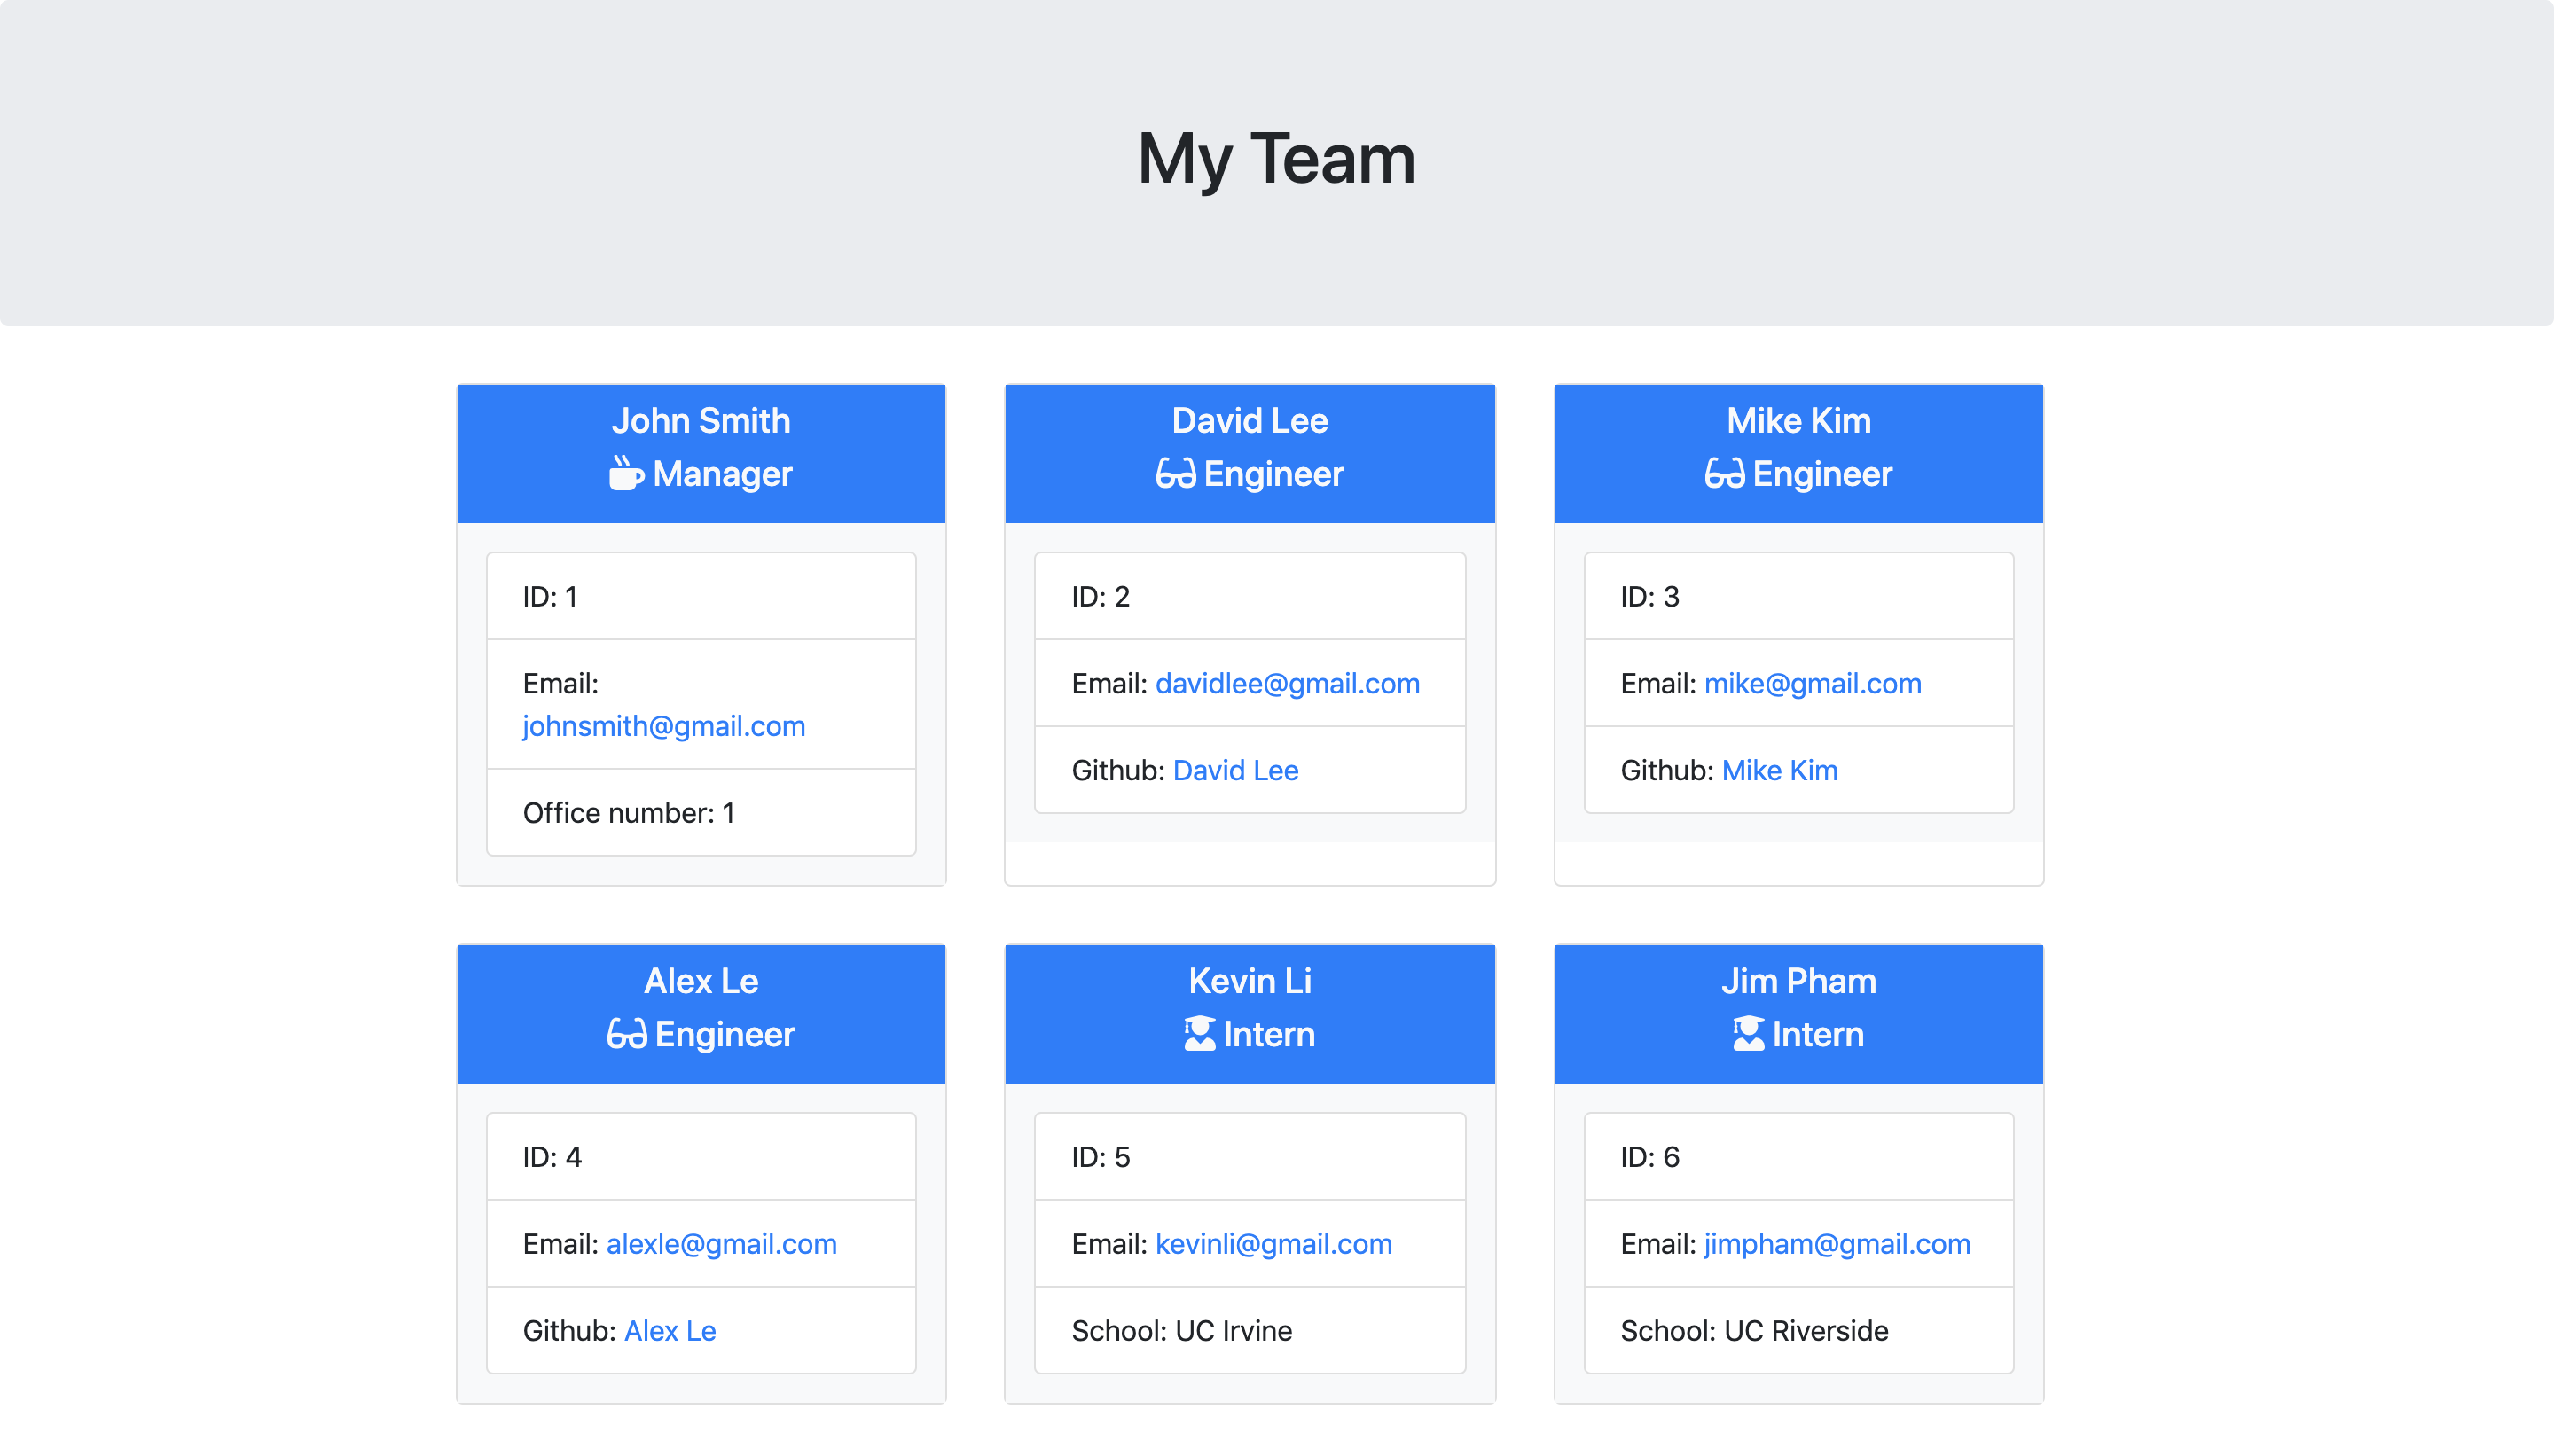 My Team
John Smith
Manager
ID: 1
Email:
johnsmith@gmail.com
Office number: 1
David Lee
Engineer
ID: 2
Email: davidlee@gmail.com
Github: David Lee
Mike Kim
Engineer
ID: 3
Email: mike@gmail.com
Github: Mike Kim
Alex Le
Engineer
ID: 4
Email: alexle@gmail.com
Github: Alex Le
Kevin Li
Intern
ID: 5
Email: kevinli@gmail.com
School: UC Irvine
Jim Pham
Intern
ID: 6
Email: jimpham@gmail.com
School: UC Riverside